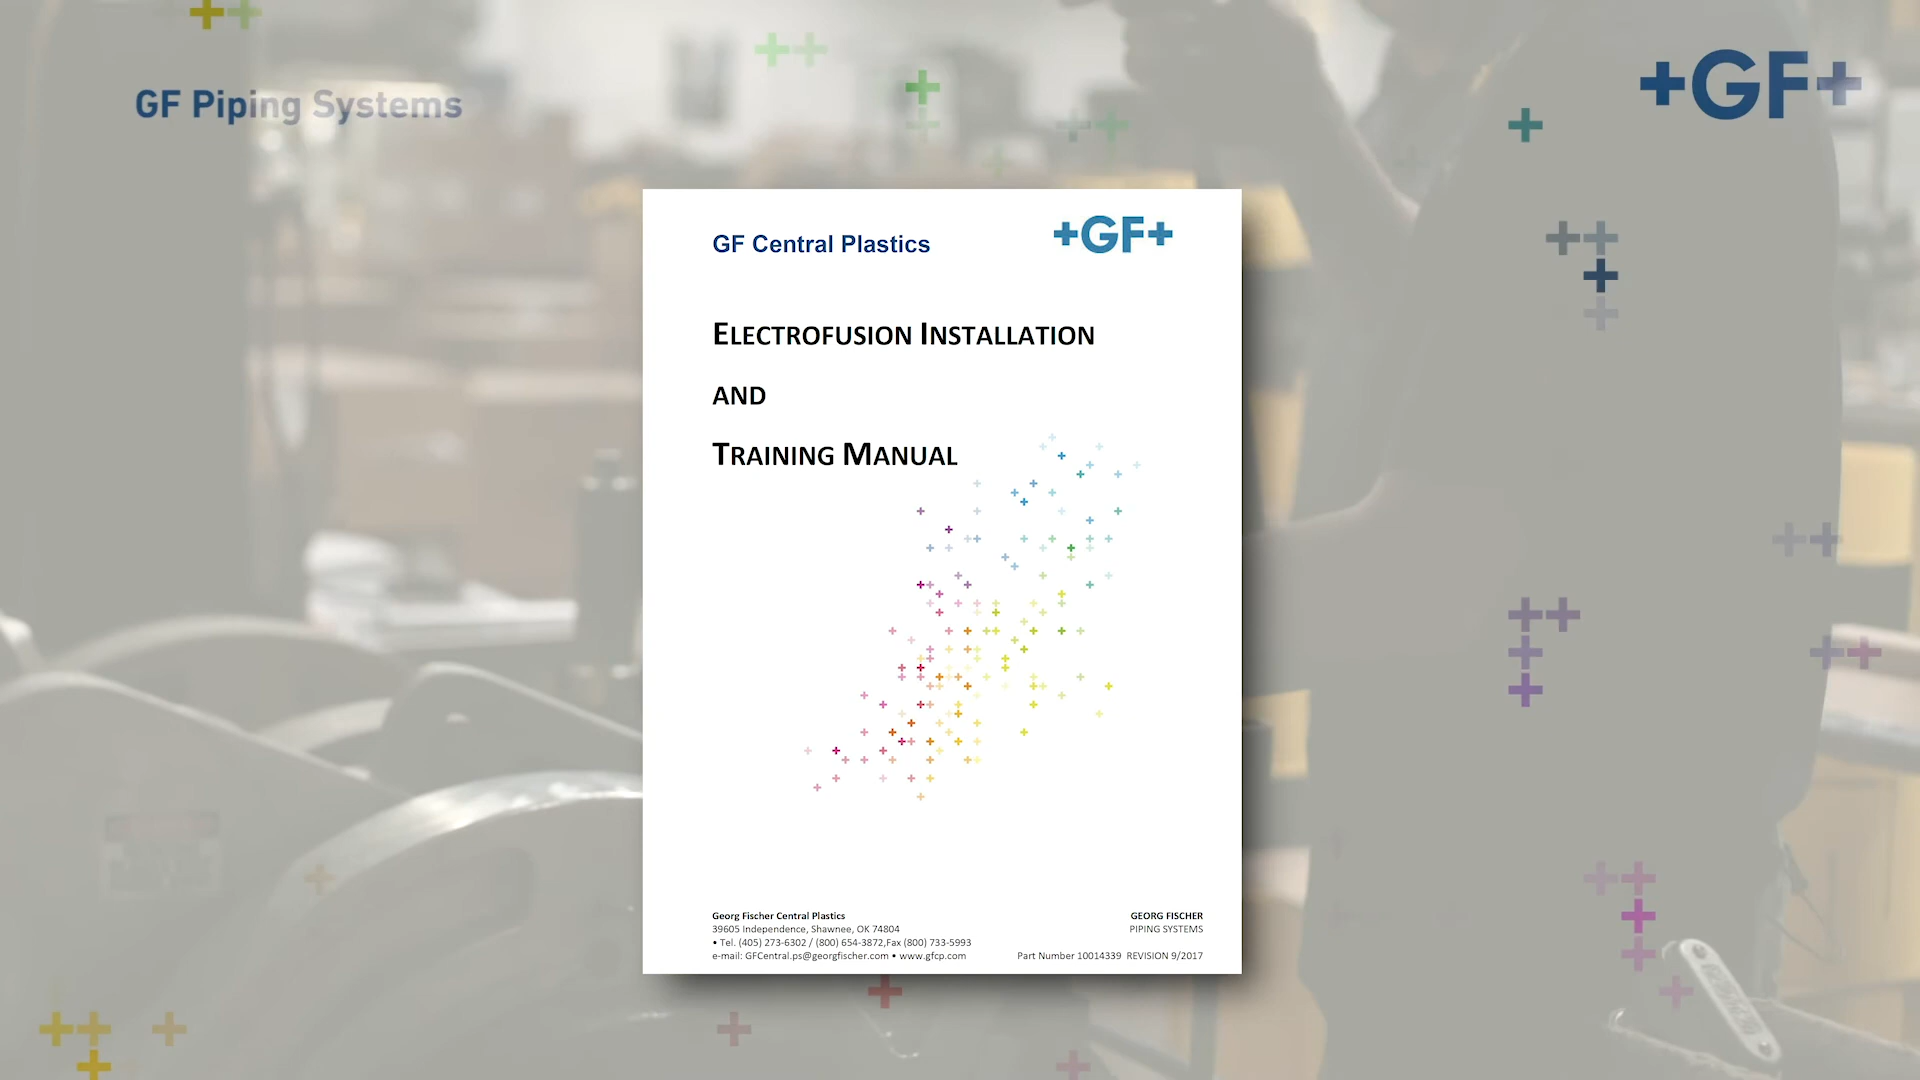 GF Piping Systems
+GF+
GF Central Plastics
+GF+
ELECTROFUSION INSTALLATION
AND
TRAINING MANUAL
Georg Fischer Central Plastics
39605 Independence, Shawnee, OK 74804
• Tel. (405) 273-6302 / (800) 654-3872,Fax (800) 733-5993
e-mail: GFCentral.ps@georgfischer.com • www.gfcp.com
GEORG FISCHER
PIPING SYSTEMS
Part Number 10014339 REVISION 9/2017